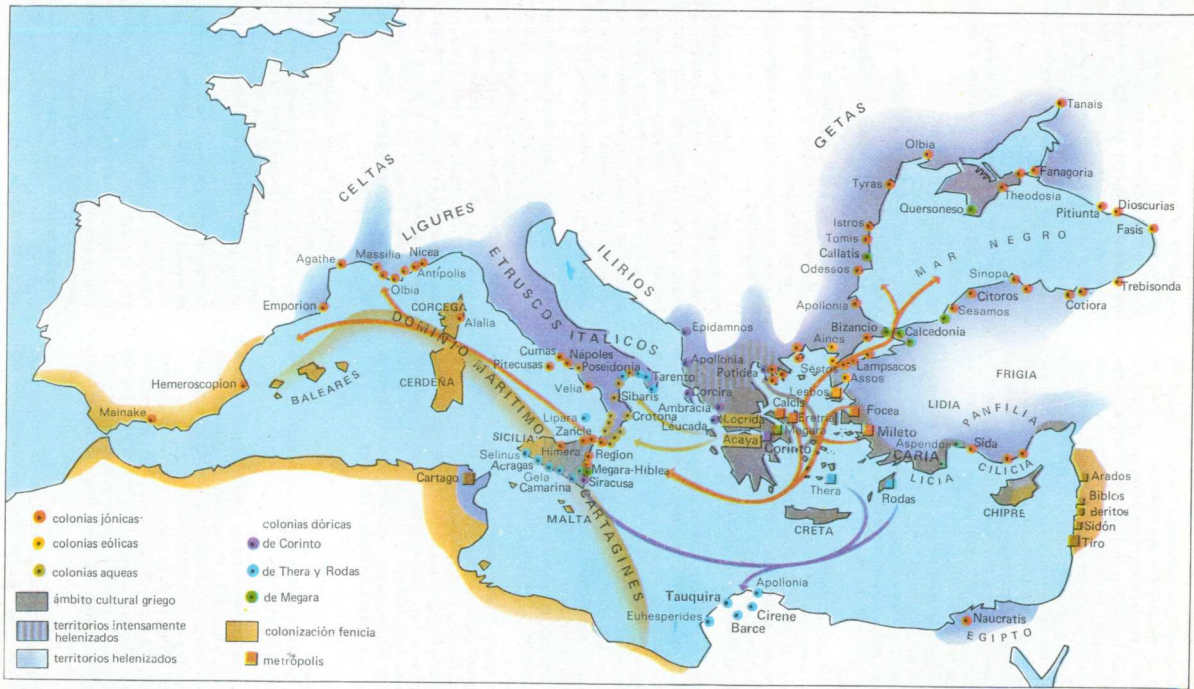 CELTAS
LIGURES
ETRUSCOS
ITALICOS
ILIRIOS
GETAS
MAR NEGRO
DOMINIO MARITIMO
CARTAGINES
FRIGIA
LIDIA
PANFILIA
CARIA
LICIA
CILICIA
CHIPRE
CRETA
MALTA
SICILIA
CERDEÑA
CORCEGA
BALEARES
EGIPTO
Agathe
Massilia
Nicea
Antípolis
Olbia
Emporion
Alalia
Hemeroscopion
Mainake
Cartago
Cumas
Nápoles
Pitecusas
Poseidonia
Velia
Tarento
Sibaris
Crotona
Lipara
Zancle
Himera
Region
Selinus
Acragas
Gela
Camarina
Megara-Hiblea
Siracusa
Epidamnos
Apollonia
Corcira
Potidea
Ambracia
Leucada
Locrida
Acaya
Calcis
Eretria
Megara
Corinto
Lesbos
Focea
Mileto
Thera
Rodas
Ainos
Sestos
Lampsacos
Assos
Bizancio
Calcedonia
Apollonia
Odessos
Callatis
Tomis
Istros
Tyras
Olbia
Quersoneso
Theodosia
Fanagoria
Tanais
Pitiunta
Dioscurias
Fasis
Trebisonda
Cotiora
Sinopa
Citoros
Sesamos
Aspendos
Sida
Arados
Biblos
Beritos
Sidón
Tiro
Naucratis
Apollonia
Tauquira
Cirene
Barce
Euhesperides
colonias jónicas
colonias eólicas
colonias aqueas
ámbito cultural griego
territorios intensamente
helenizados
territorios helenizados
colonias dóricas
de Corinto
de Thera y Rodas
de Megara
colonización fenicia
metrópolis